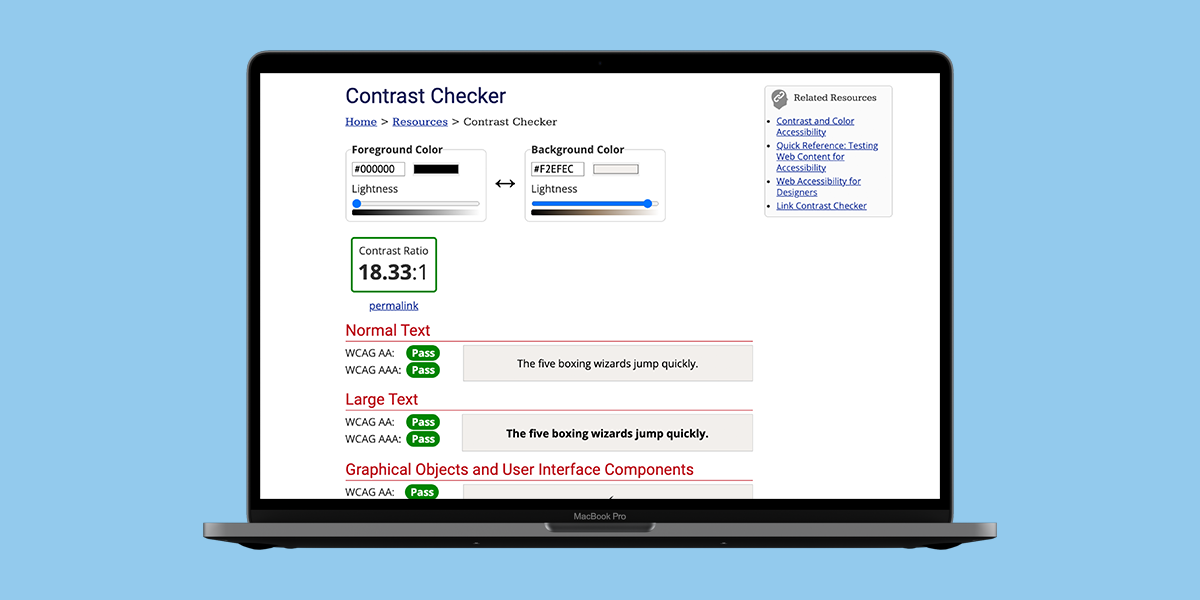 Contrast Checker
Home > Resources > Contrast Checker
Foreground Color
#000000
Lightness
Background Color
#F2EFEC
Lightness
Contrast Ratio
18.33:1
permalink
Normal Text
WCAG AA: Pass
WCAG AAA: Pass
The five boxing wizards jump quickly.
Large Text
WCAG AA: Pass
WCAG AAA: Pass
The five boxing wizards jump quickly.
Graphical Objects and User Interface Components
WCAG AA: Pass
Related Resources
Contrast and Color
Accessibility
Quick Reference: Testing
Web Content for
Accessibility
Web Accessibility for
Designers
Link Contrast Checker
MacBook Pro